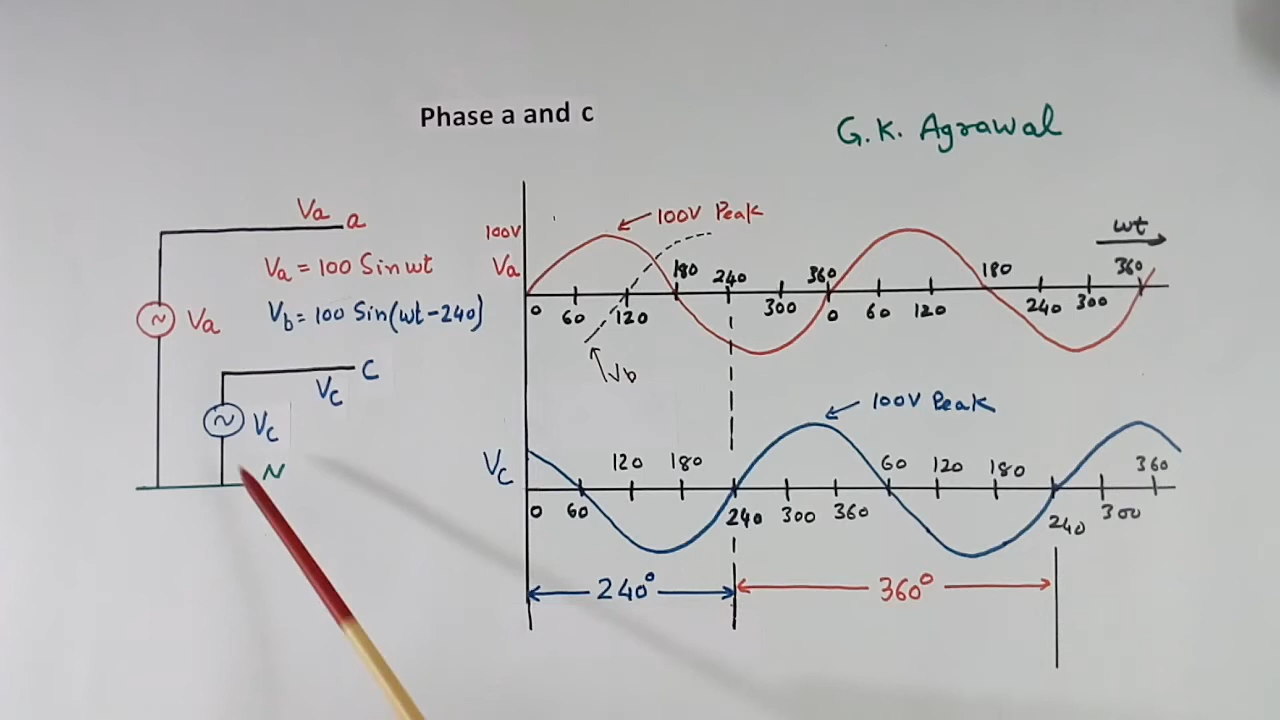 Phase a and c
G. K. Agrawal
Va a
Va = 100 Sin wt
Vb = 100 Sin(wt - 240)
Va
C
Vc
Vc
N
100V Peak
100V
Va
wt
180 240 360 180 360
0 60 120 300 0 60 120 240 300
Vb
100V Peak
Vc
120 180 60 120 180 360
0 60 240 300 360 240 300
240° 360°